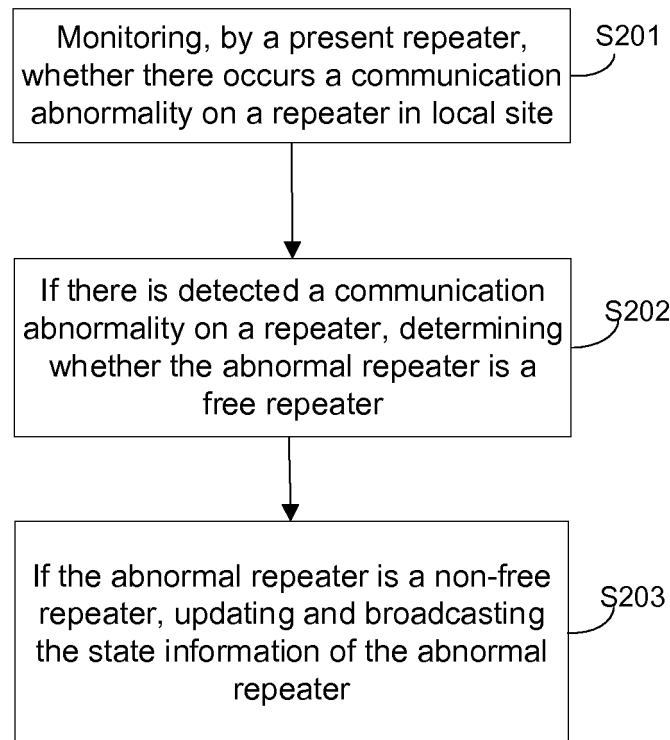 Monitoring, by a present repeater,
whether there occurs a communication
abnormality on a repeater in local site
S201
If there is detected a communication
abnormality on a repeater, determining
whether the abnormal repeater is a
free repeater
S202
If the abnormal repeater is a non-free
repeater, updating and broadcasting
the state information of the abnormal
repeater
S203